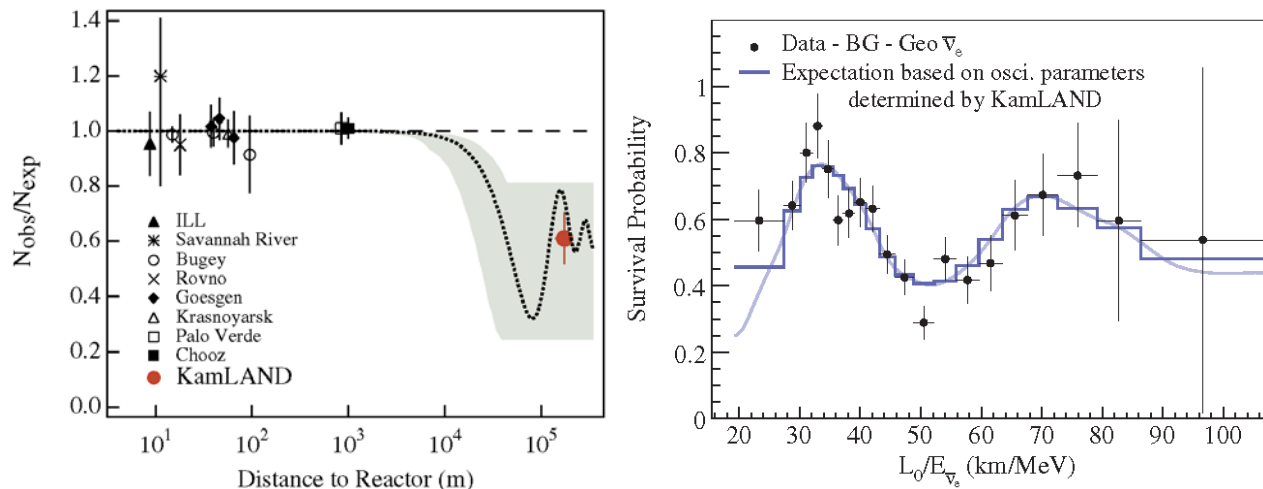 1.4
1.2
1.0
0.8
0.6
0.4
0.2
0.0
Nobs/Nexp
ILL
Savannah River
Bugey
Rovno
Goesgen
Krasnoyarsk
Palo Verde
Chooz
KamLAND
10¹ 10² 10³ 10⁴ 10⁵
Distance to Reactor (m)
Data - BG - Geo ν̅ₑ
Expectation based on osci. parameters
determined by KamLAND
1
0.8
0.6
0.4
0.2
0
Survival Probability
20 30 40 50 60 70 80 90 100
L₀/E_ν̅ₑ (km/MeV)